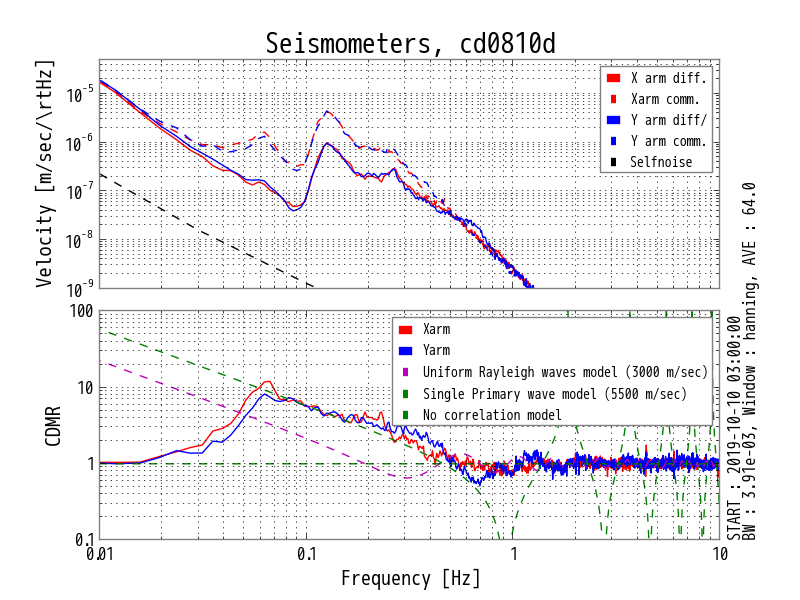 Seismometers, cd0810d
Velocity [m/sec/\rtHz]
10^-5
10^-6
10^-7
10^-8
10^-9
X arm diff.
Xarm comm.
Y arm diff/
Y arm comm.
Selfnoise
CDMR
100
10
1
0.1
Xarm
Yarm
Uniform Rayleigh waves model (3000 m/sec)
Single Primary wave model (5500 m/sec)
No correlation model
0.01
0.1
1
10
Frequency [Hz]
START : 2019-10-10 03:00:00
BW : 3.91e-03, Window : hanning, AVE : 64.0